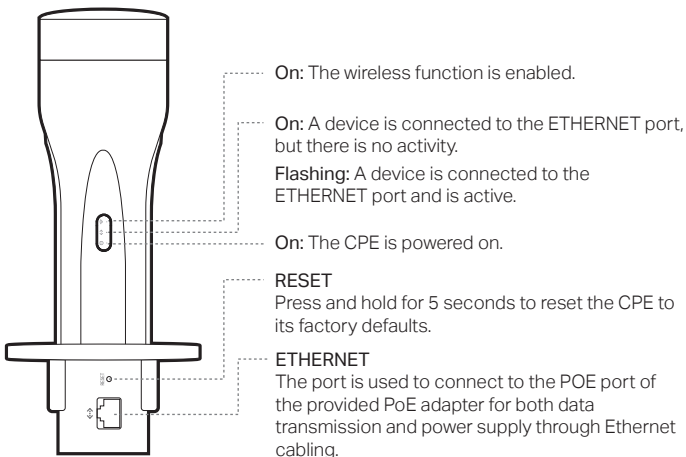 On: The wireless function is enabled.
On: A device is connected to the ETHERNET port,
but there is no activity.
Flashing: A device is connected to the
ETHERNET port and is active.
On: The CPE is powered on.
RESET
Press and hold for 5 seconds to reset the CPE to
its factory defaults.
RESET
ETHERNET
The port is used to connect to the POE port of
the provided PoE adapter for both data
transmission and power supply through Ethernet
cabling.